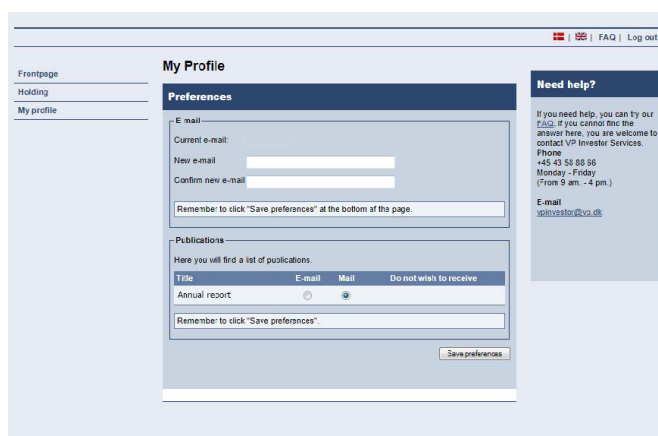 | | FAQ | Log out
Frontpage
Holding
My profile
My Profile
Preferences
E-mail
Current e-mail:
New e-mail
Confirm new e-mail
Remember to click "Save preferences" at the bottom af the page.
Publications
Here you will find a list of publications.
Title E-mail Mail Do not wish to receive
Annual report
Remember to click "Save preferences".
Save preferences
Need help?
If you need help, you can try our
FAQ. If you cannot find the
answer here, you are welcome to
contact VP Investor Services.
Phone
+45 43 58 88 66
Monday - Friday
(From 9 am. - 4 pm.)
E-mail
vpinvestor@vp.dk